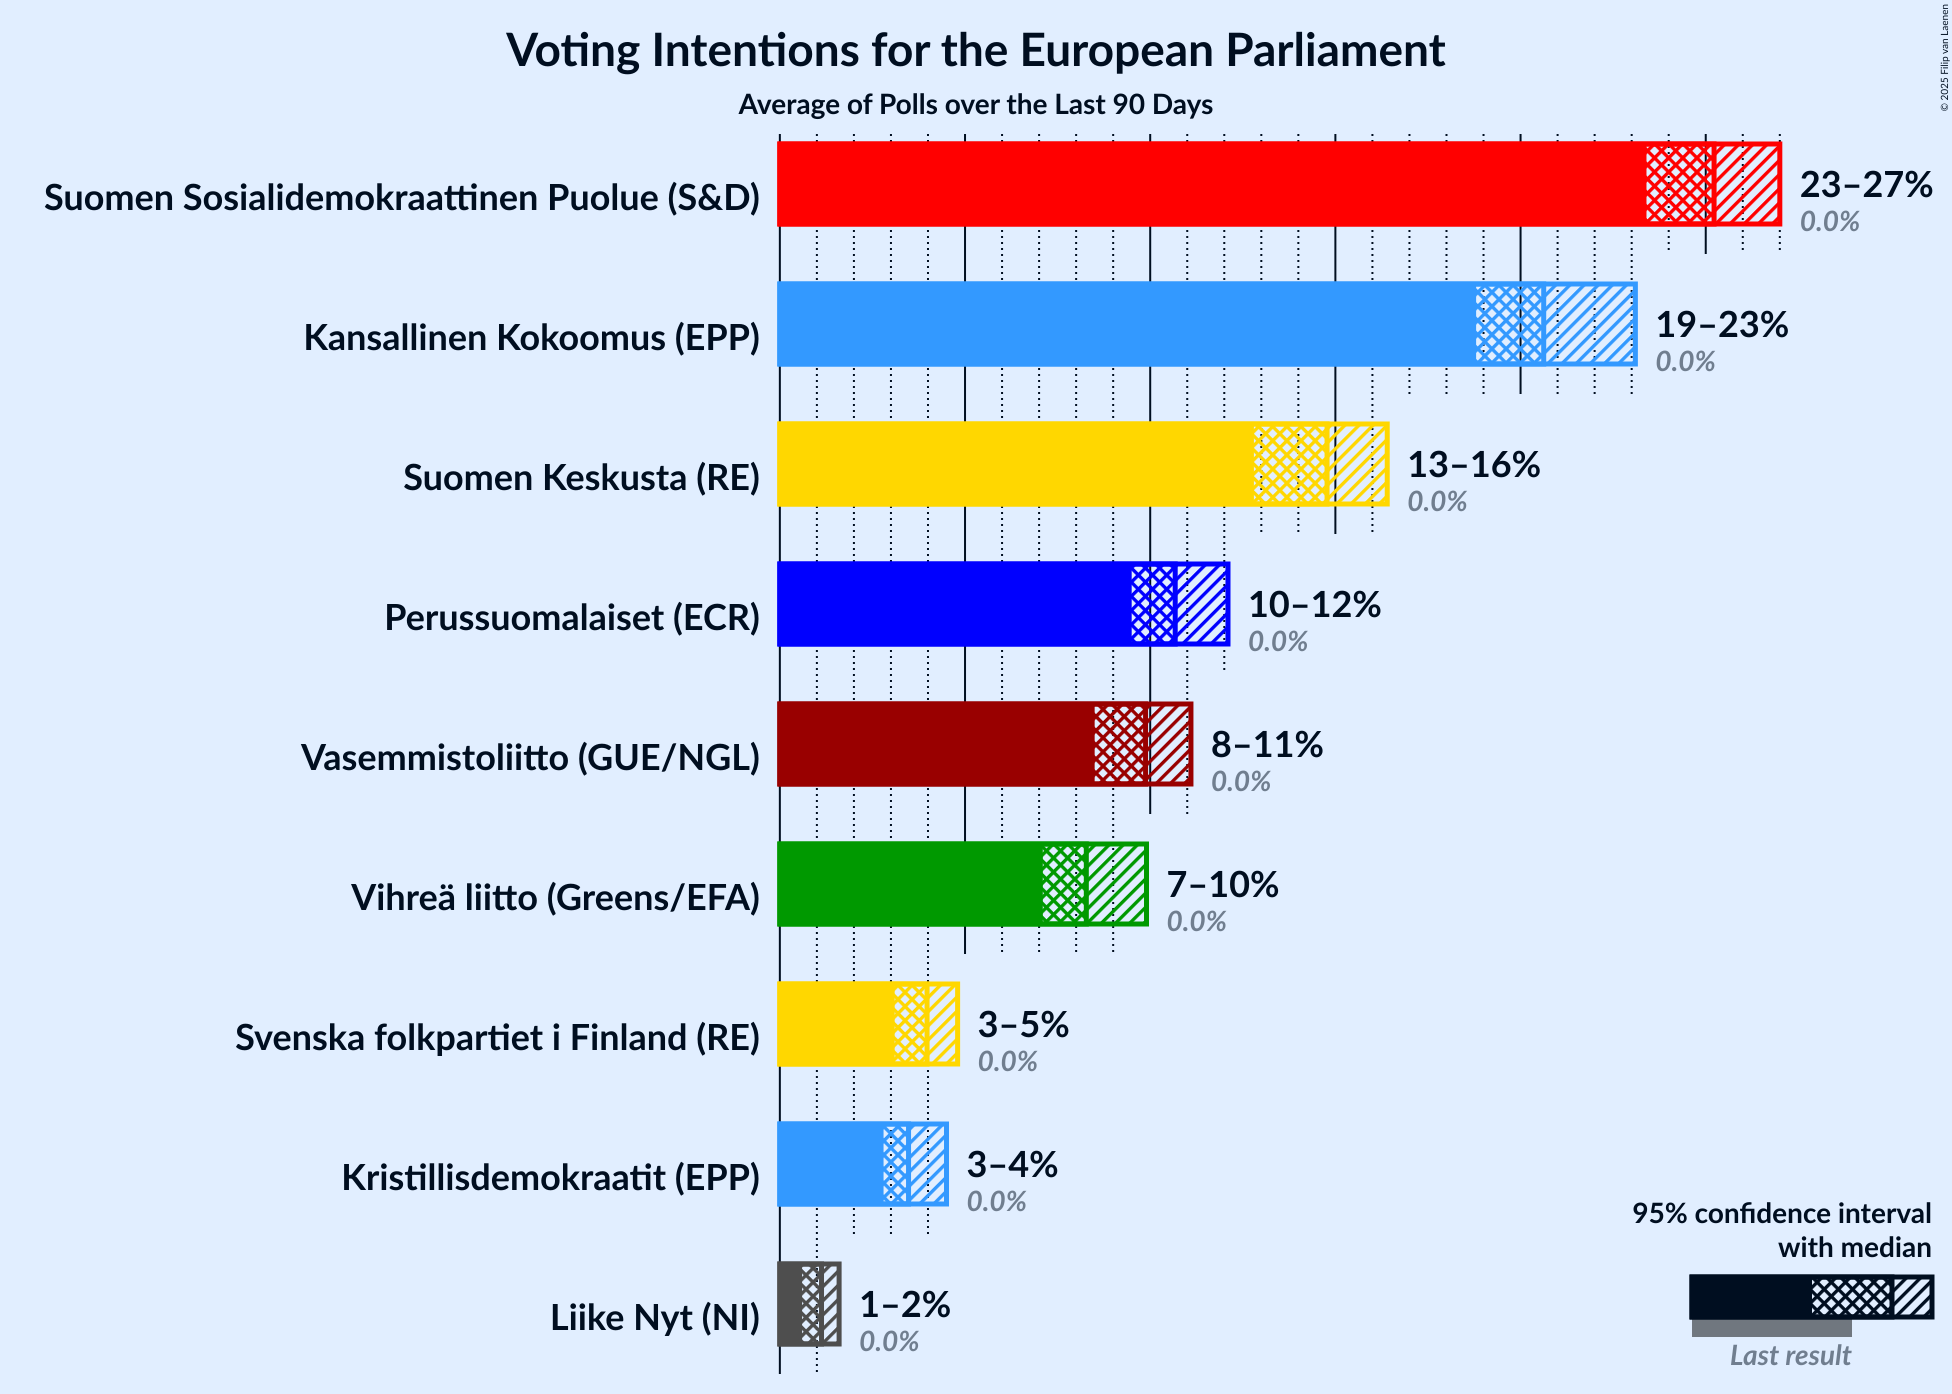 Voting Intentions for the European Parliament
Average of Polls over the Last 90 Days
© 2025 Filip van Laenen
Suomen Sosialidemokraattinen Puolue (S&D)
23–27%
0.0%
Kansallinen Kokoomus (EPP)
19–23%
0.0%
Suomen Keskusta (RE)
13–16%
0.0%
Perussuomalaiset (ECR)
10–12%
0.0%
Vasemmistoliitto (GUE/NGL)
8–11%
0.0%
Vihreä liitto (Greens/EFA)
7–10%
0.0%
Svenska folkpartiet i Finland (RE)
3–5%
0.0%
Kristillisdemokraatit (EPP)
3–4%
0.0%
Liike Nyt (NI)
1–2%
0.0%
95% confidence interval
with median
Last result